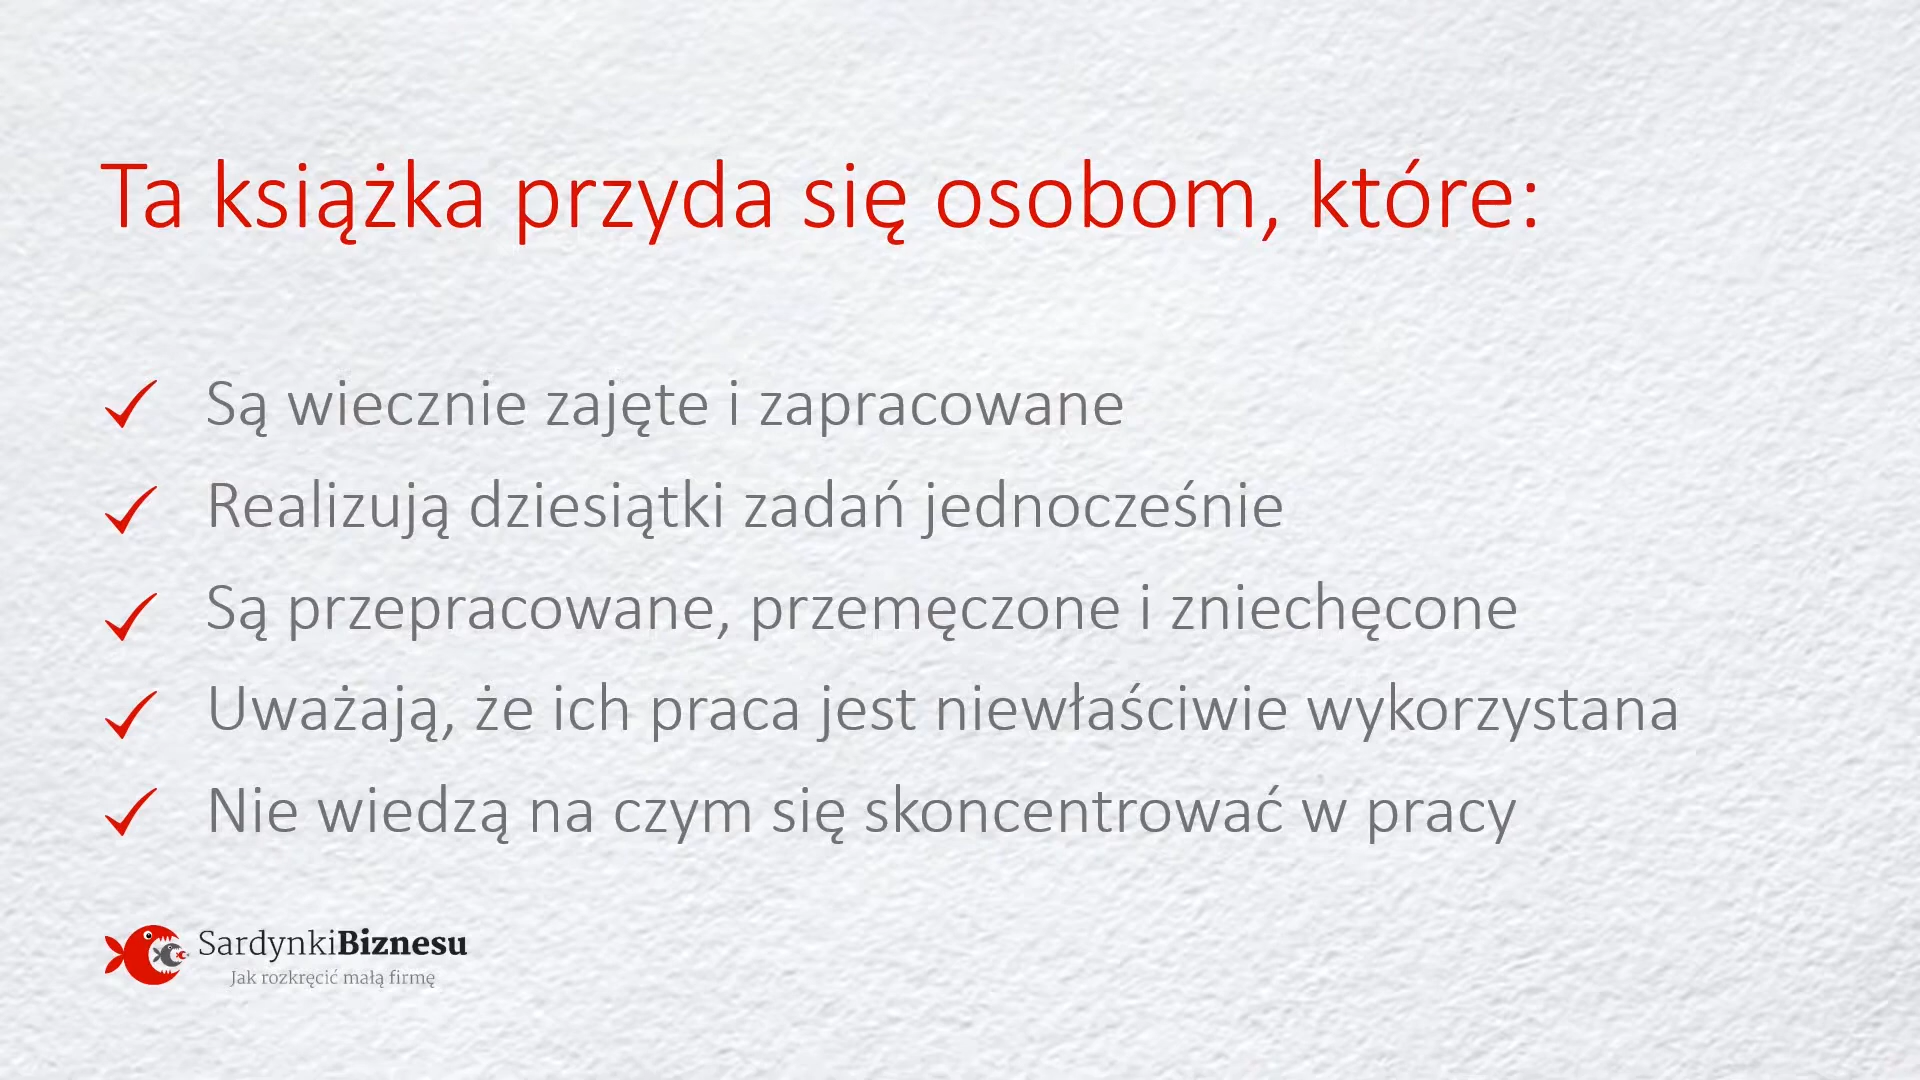 Ta książka przyda się osobom, które:
Są wiecznie zajęte i zapracowane
Realizują dziesiątki zadań jednocześnie
Są przepracowane, przemęczone i zniechęcone
Uważają, że ich praca jest niewłaściwie wykorzystana
Nie wiedzą na czym się skoncentrować w pracy
SardynkiBiznesu
Jak rozkręcić małą firmę